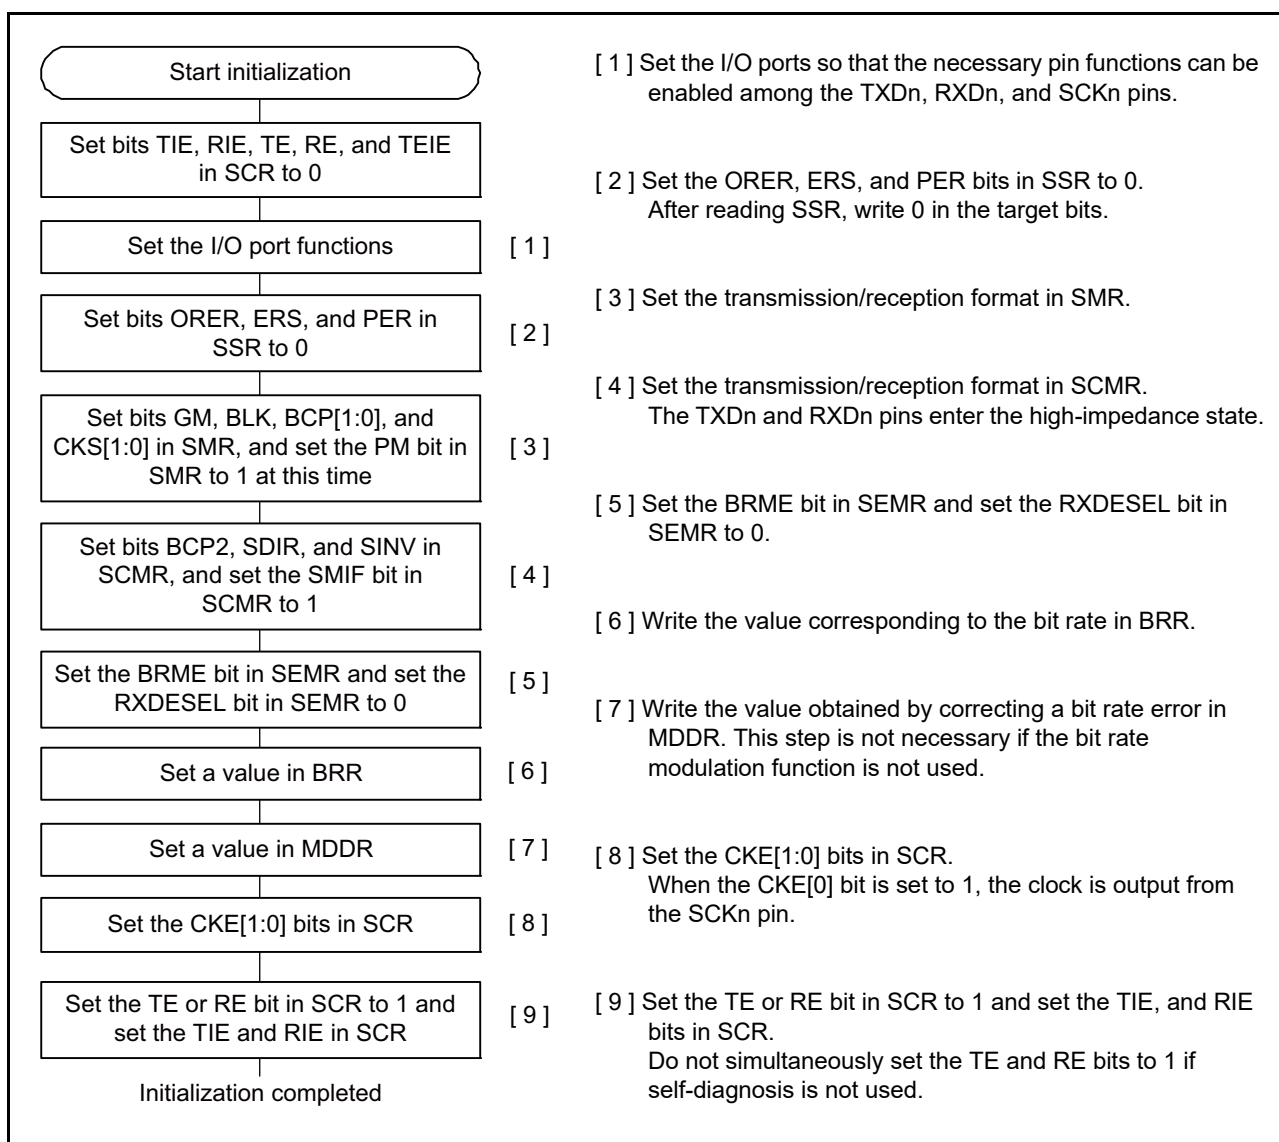 Start initialization
Set bits TIE, RIE, TE, RE, and TEIE
in SCR to 0
Set the I/O port functions
[ 1 ]
Set bits ORER, ERS, and PER in
SSR to 0
[ 2 ]
Set bits GM, BLK, BCP[1:0], and
CKS[1:0] in SMR, and set the PM bit in
SMR to 1 at this time
[ 3 ]
Set bits BCP2, SDIR, and SINV in
SCMR, and set the SMIF bit in
SCMR to 1
[ 4 ]
Set the BRME bit in SEMR and set the
RXDESEL bit in SEMR to 0
[ 5 ]
Set a value in BRR
[ 6 ]
Set a value in MDDR
[ 7 ]
Set the CKE[1:0] bits in SCR
[ 8 ]
Set the TE or RE bit in SCR to 1 and
set the TIE and RIE in SCR
[ 9 ]
Initialization completed
[ 1 ] Set the I/O ports so that the necessary pin functions can be
enabled among the TXDn, RXDn, and SCKn pins.
[ 2 ] Set the ORER, ERS, and PER bits in SSR to 0.
After reading SSR, write 0 in the target bits.
[ 3 ] Set the transmission/reception format in SMR.
[ 4 ] Set the transmission/reception format in SCMR.
The TXDn and RXDn pins enter the high-impedance state.
[ 5 ] Set the BRME bit in SEMR and set the RXDESEL bit in
SEMR to 0.
[ 6 ] Write the value corresponding to the bit rate in BRR.
[ 7 ] Write the value obtained by correcting a bit rate error in
MDDR. This step is not necessary if the bit rate
modulation function is not used.
[ 8 ] Set the CKE[1:0] bits in SCR.
When the CKE[0] bit is set to 1, the clock is output from
the SCKn pin.
[ 9 ] Set the TE or RE bit in SCR to 1 and set the TIE, and RIE
bits in SCR.
Do not simultaneously set the TE and RE bits to 1 if
self-diagnosis is not used.